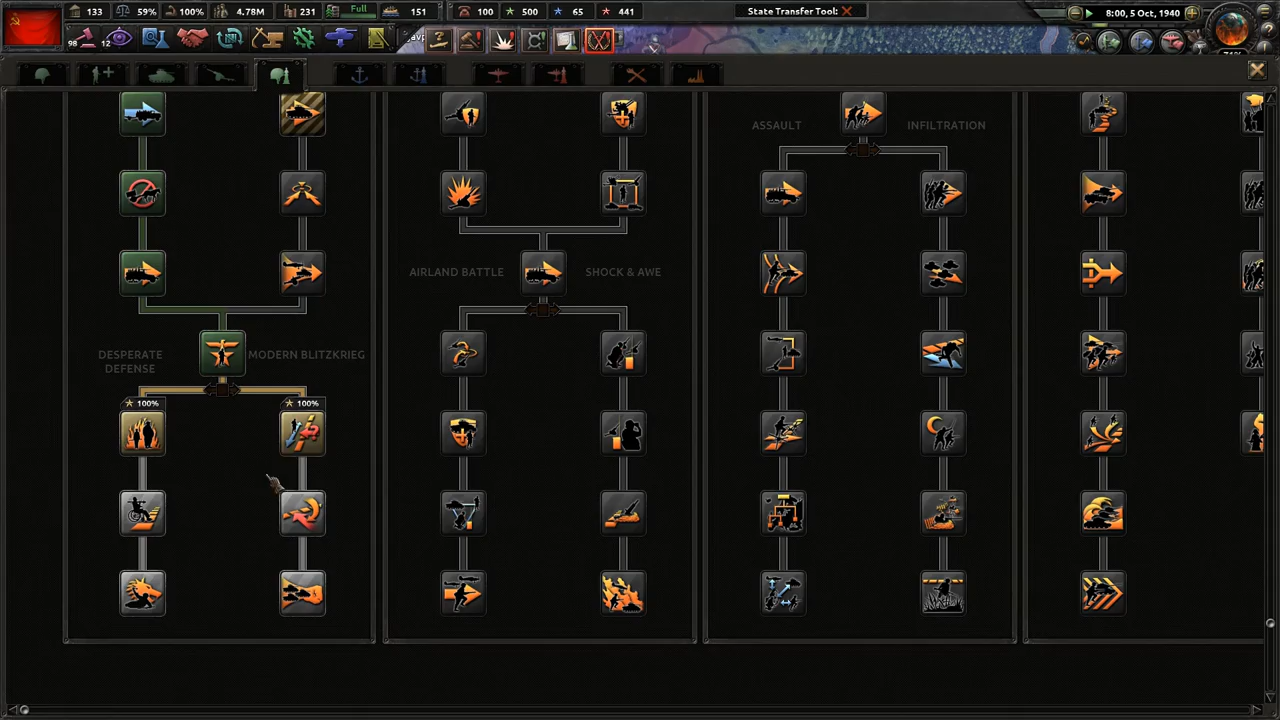 133 59% 100% 4.78M 231 Full 151 100 500 65 441 State Transfer Tool: 8:00, 5 Oct, 1940
98 12
ASSAULT INFILTRATION
AIRLAND BATTLE SHOCK & AWE
DESPERATE DEFENSE MODERN BLITZKRIEG
100% 100%